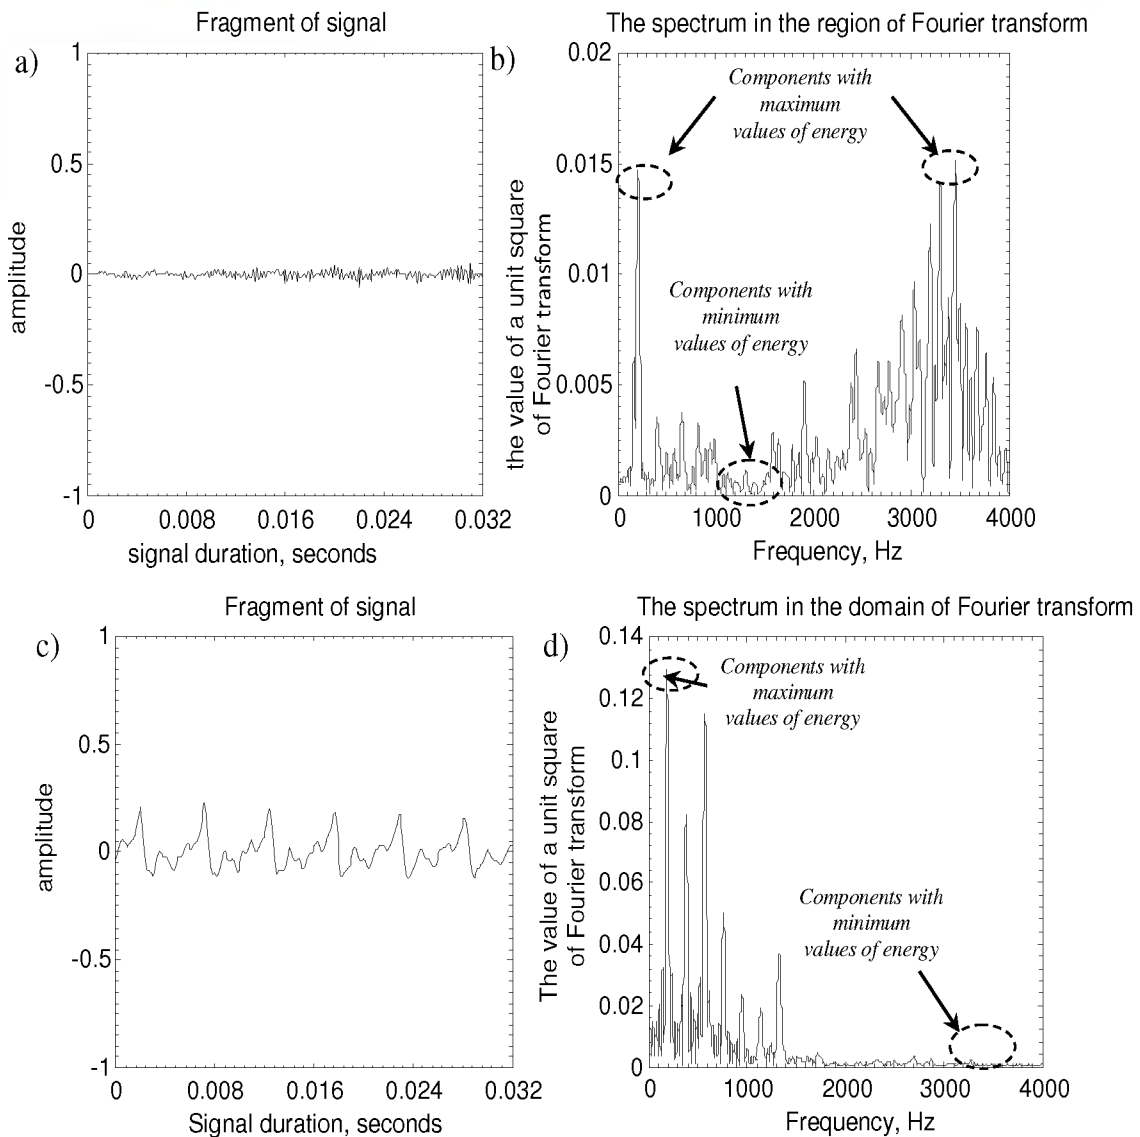 Fragment of signal
a)
1
0.5
0
-0.5
-1
amplitude
0
0.008
0.016
0.024
0.032
signal duration, seconds
The spectrum in the region of Fourier transform
b)
0.02
0.015
0.01
0.005
0
the value of a unit square
of Fourier transform
Components with
maximum
values of energy
Components with
minimum
values of energy
0
1000
2000
3000
4000
Frequency, Hz
Fragment of signal
c)
1
0.5
0
-0.5
-1
amplitude
0
0.008
0.016
0.024
0.032
Signal duration, seconds
The spectrum in the domain of Fourier transform
d)
0.14
0.12
0.1
0.08
0.06
0.04
0.02
0
The value of a unit square
of Fourier transform
Components with
maximum
values of energy
Components with
minimum
values of energy
0
1000
2000
3000
4000
Frequency, Hz